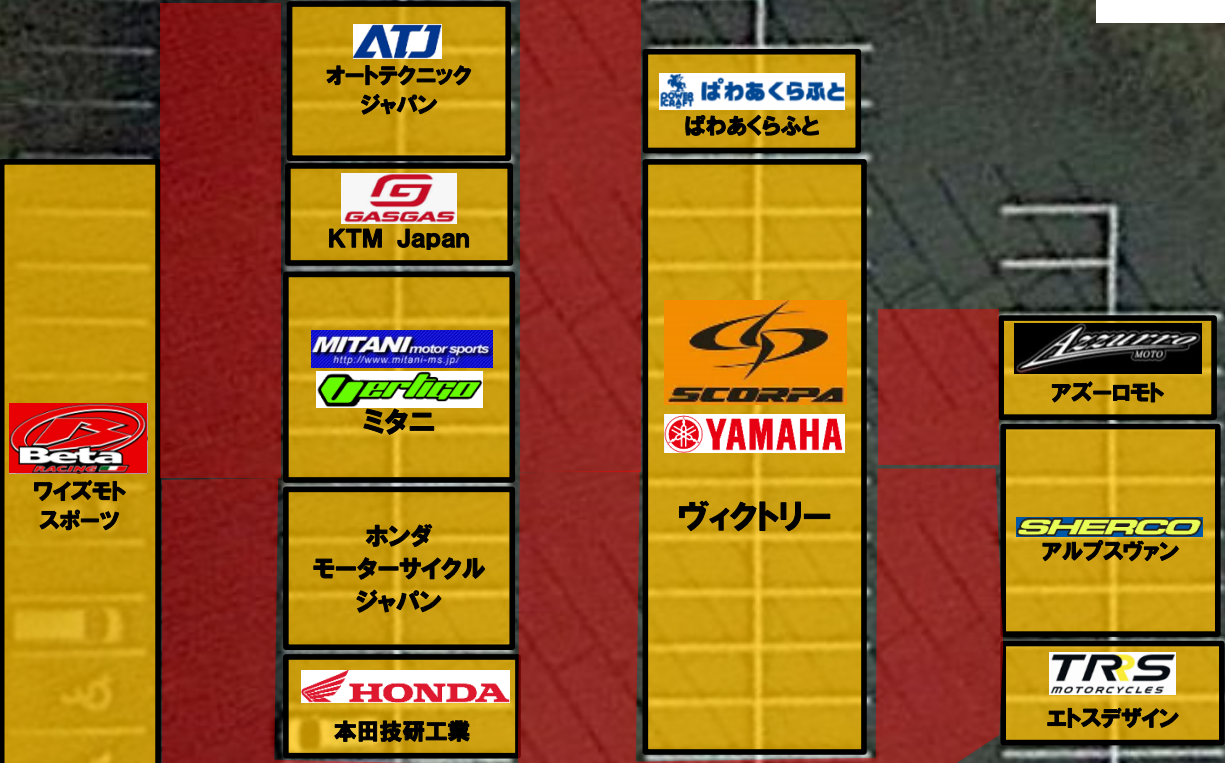 Beta
RACING
ワイズモト
スポーツ
ATJ
オートテクニック
ジャパン
GASGAS
KTM Japan
MITANI motor sports
http://www.mitani-ms.jp/
Vertigo
ミタニ
ホンダ
モーターサイクル
ジャパン
HONDA
本田技研工業
POWER
CRAFT
ぱわあくらふと
ぱわあくらふと
SCORPA
YAMAHA
ヴィクトリー
Azzurro
MOTO
アズーロモト
SHERCO
アルプスヴァン
TRRS
MOTORCYCLES
エトスデザイン